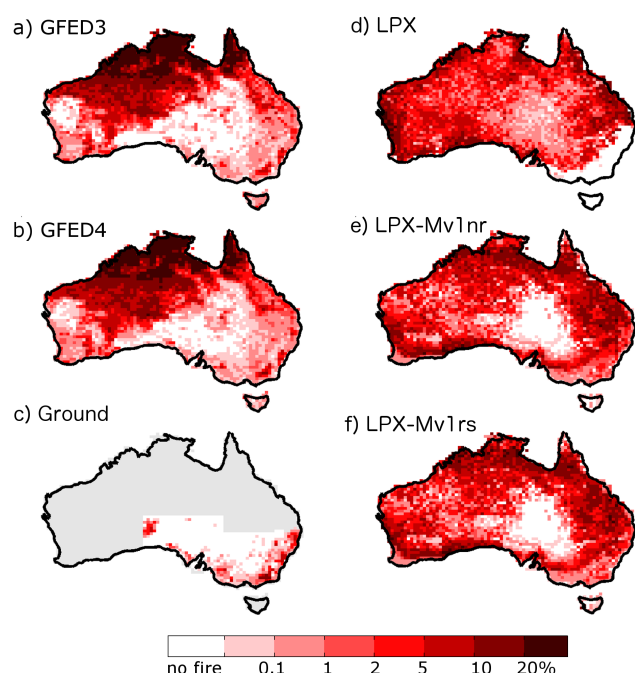 a) GFED3
d) LPX
b) GFED4
e) LPX-Mv1nr
c) Ground
f) LPX-Mv1rs
no fire 0.1 1 2 5 10 20%